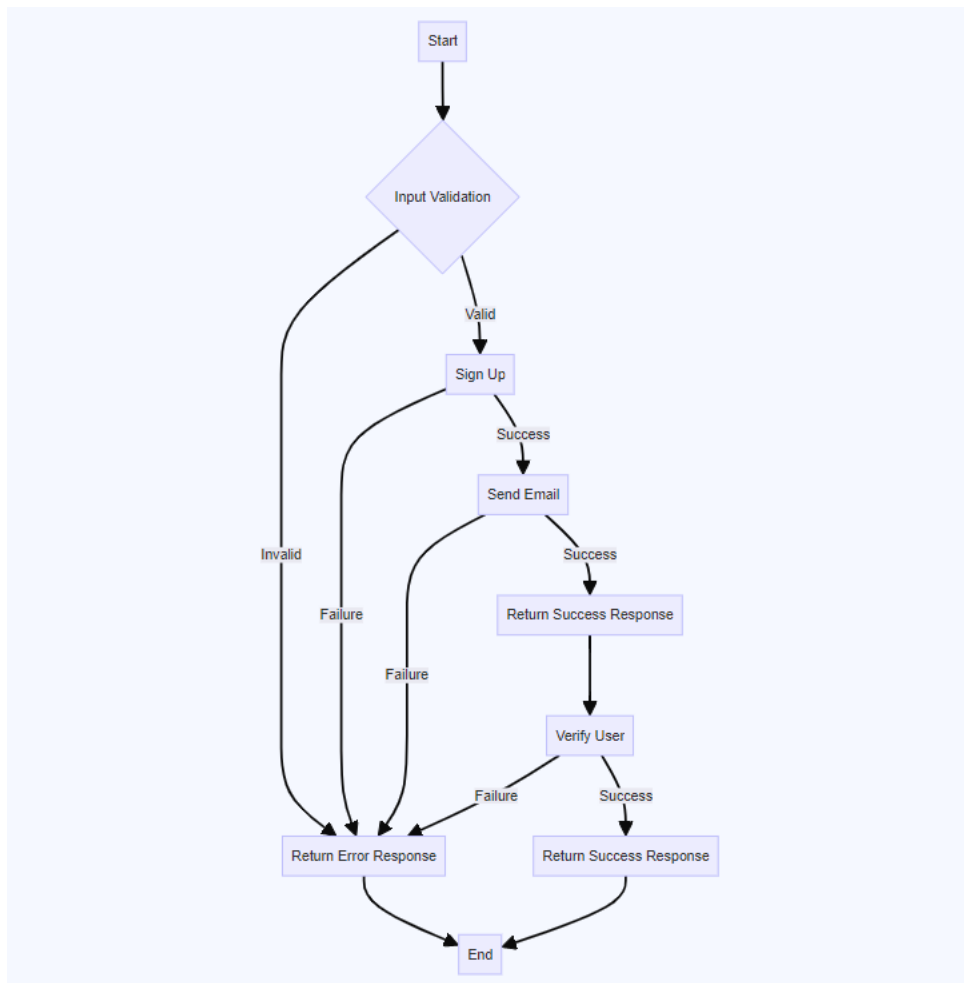 Start
Input Validation
Valid
Sign Up
Success
Send Email
Invalid
Success
Failure
Return Success Response
Failure
Verify User
Failure
Success
Return Error Response
Return Success Response
End